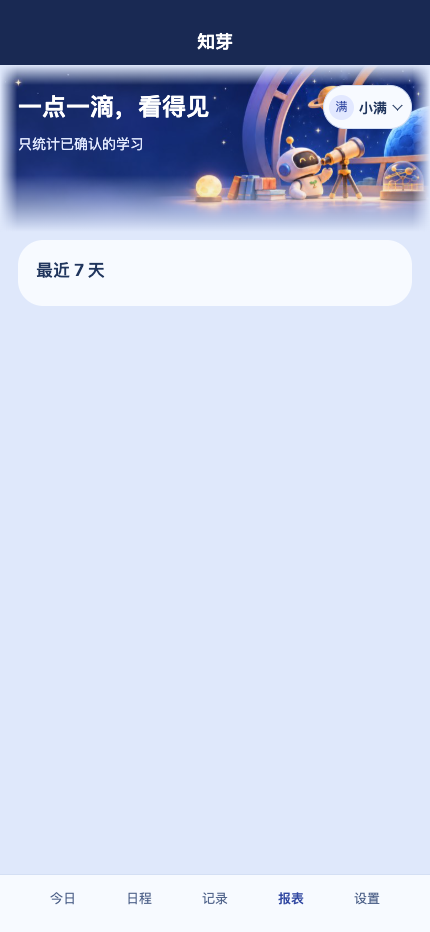 知芽
一点一滴，看得见
只统计已确认的学习
满 小满
最近 7 天
今日 日程 记录 报表 设置